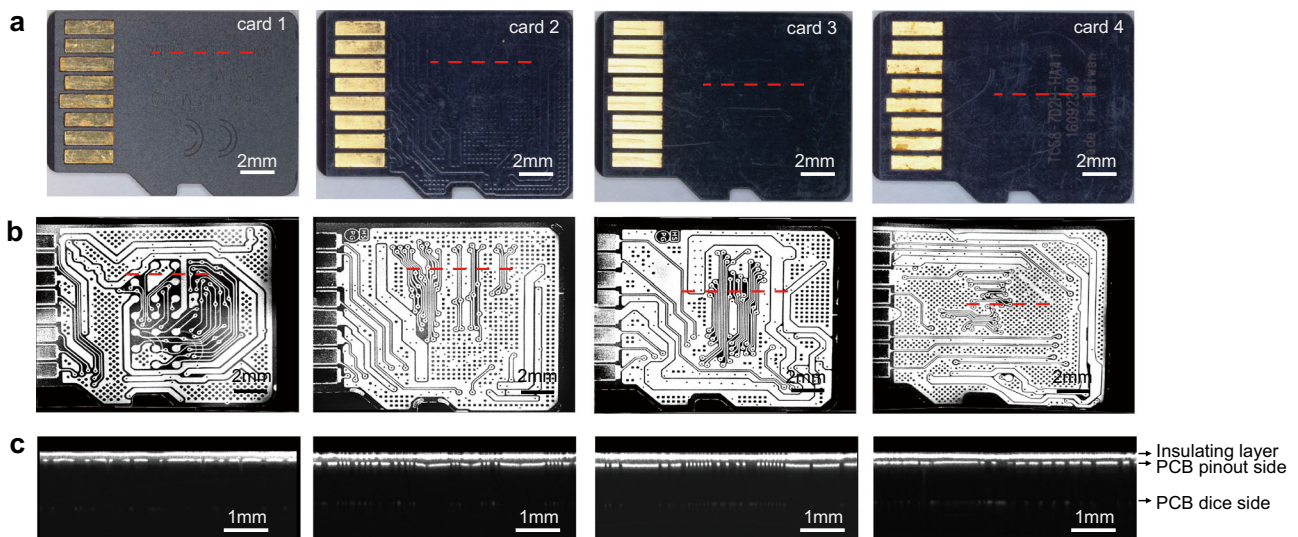 a
card 1
card 2
card 3
card 4
2mm
2mm
2mm
2mm
16092308
b
2mm
2mm
2mm
2mm
c
Insulating layer
PCB pinout side
PCB dice side
1mm
1mm
1mm
1mm